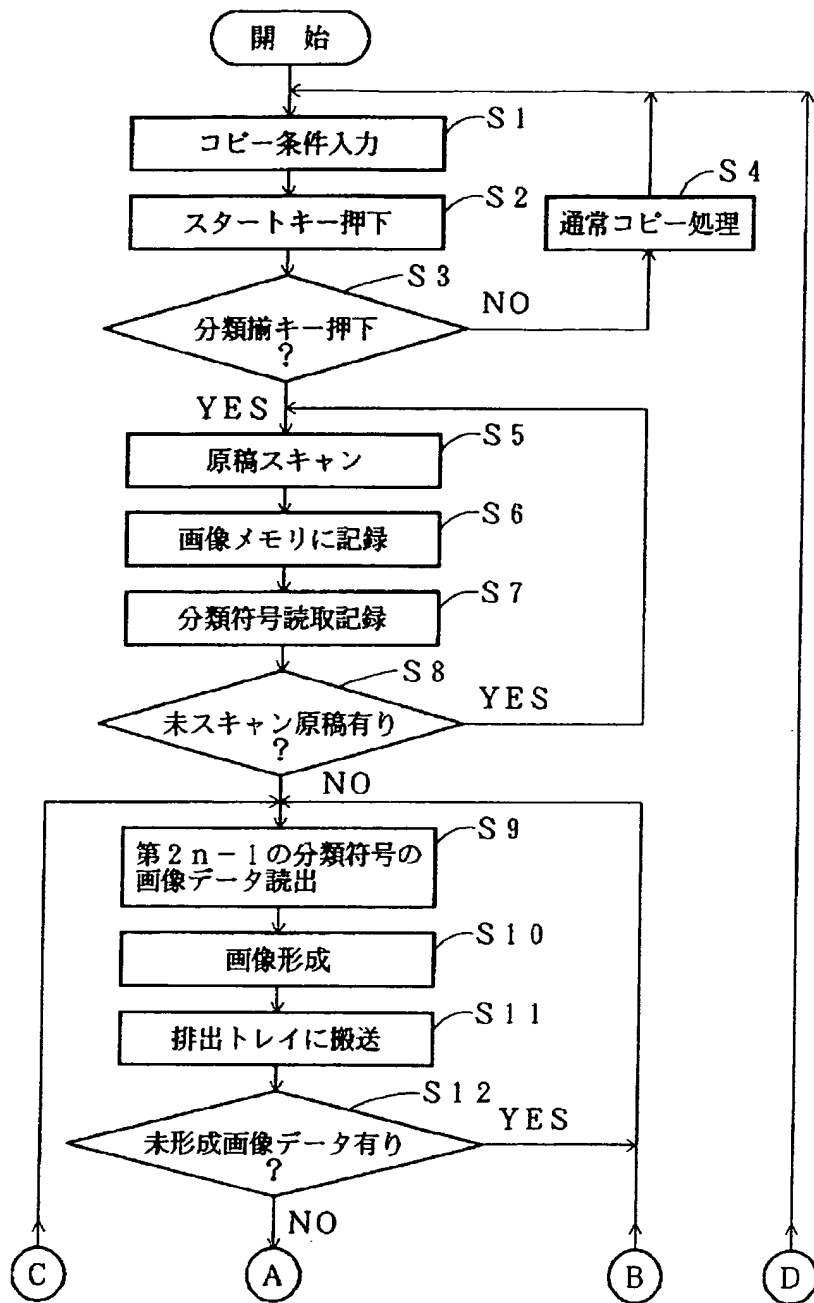 開 始
S1
コピー条件入力
S2
スタートキー押下
S4
通常コピー処理
S3
分類揃キー押下
?
NO
YES
S5
原稿スキャン
S6
画像メモリに記録
S7
分類符号読取記録
S8
未スキャン原稿有り
?
YES
NO
S9
第2n-1の分類符号の
画像データ読出
S10
画像形成
S11
排出トレイに搬送
S12
未形成画像データ有り
?
YES
NO
C
A
B
D